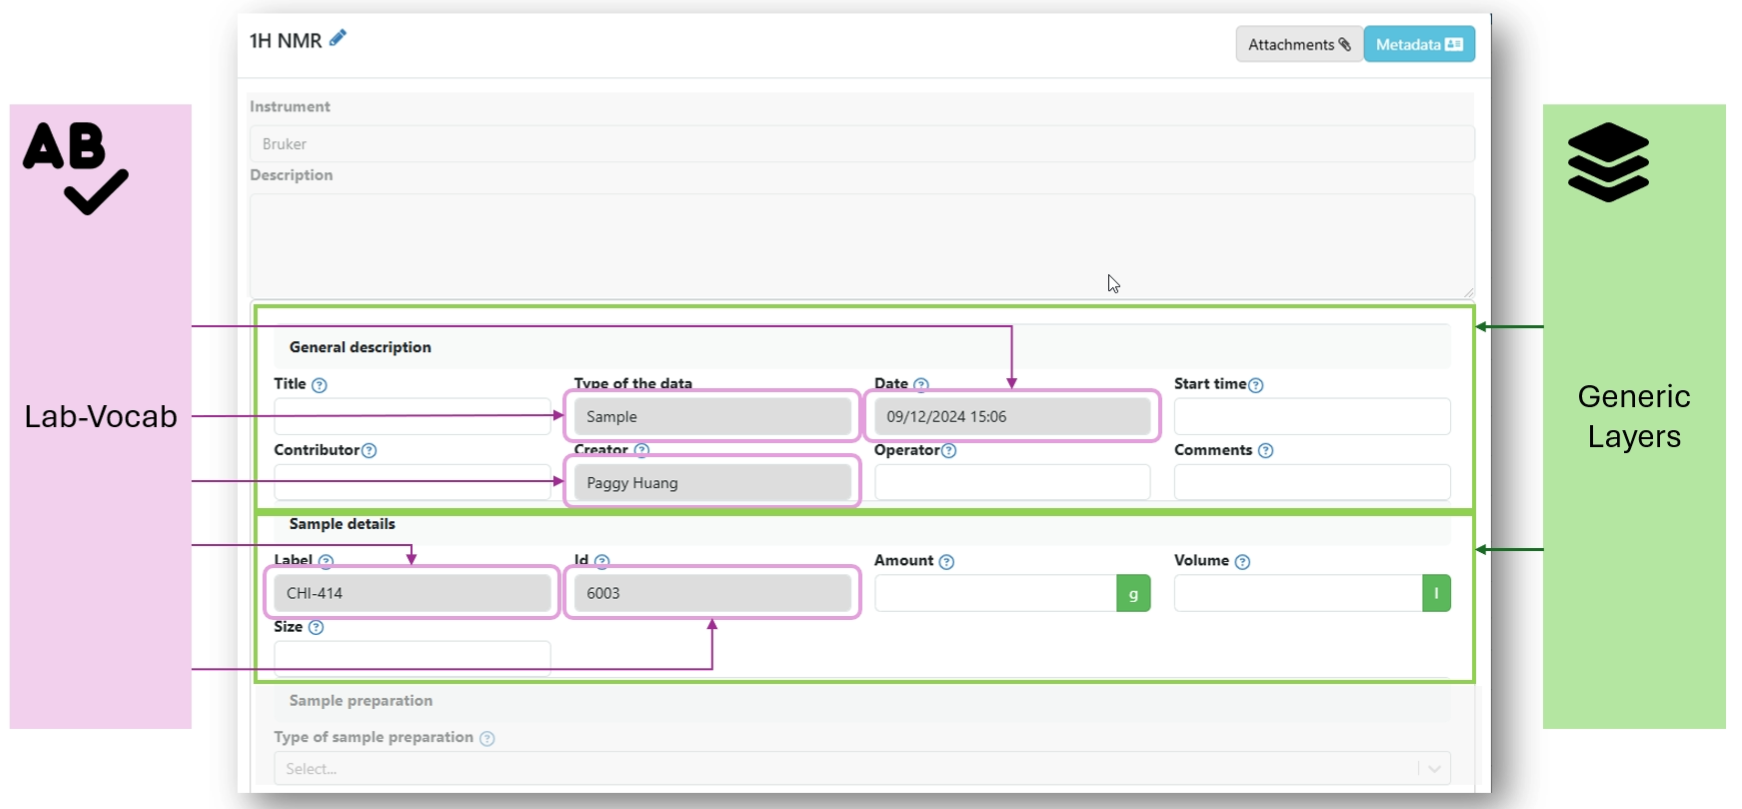 1H NMR
Attachments
Metadata
AB
Instrument
Bruker
Description
General description
Title
Type of the data
Date
Start time
Sample
09/12/2024 15:06
Contributor
Creator
Operator
Comments
Paggy Huang
Sample details
Label
Id
Amount
Volume
CHI-414
6003
g
l
Size
Sample preparation
Type of sample preparation
Select...
Lab-Vocab
Generic
Layers